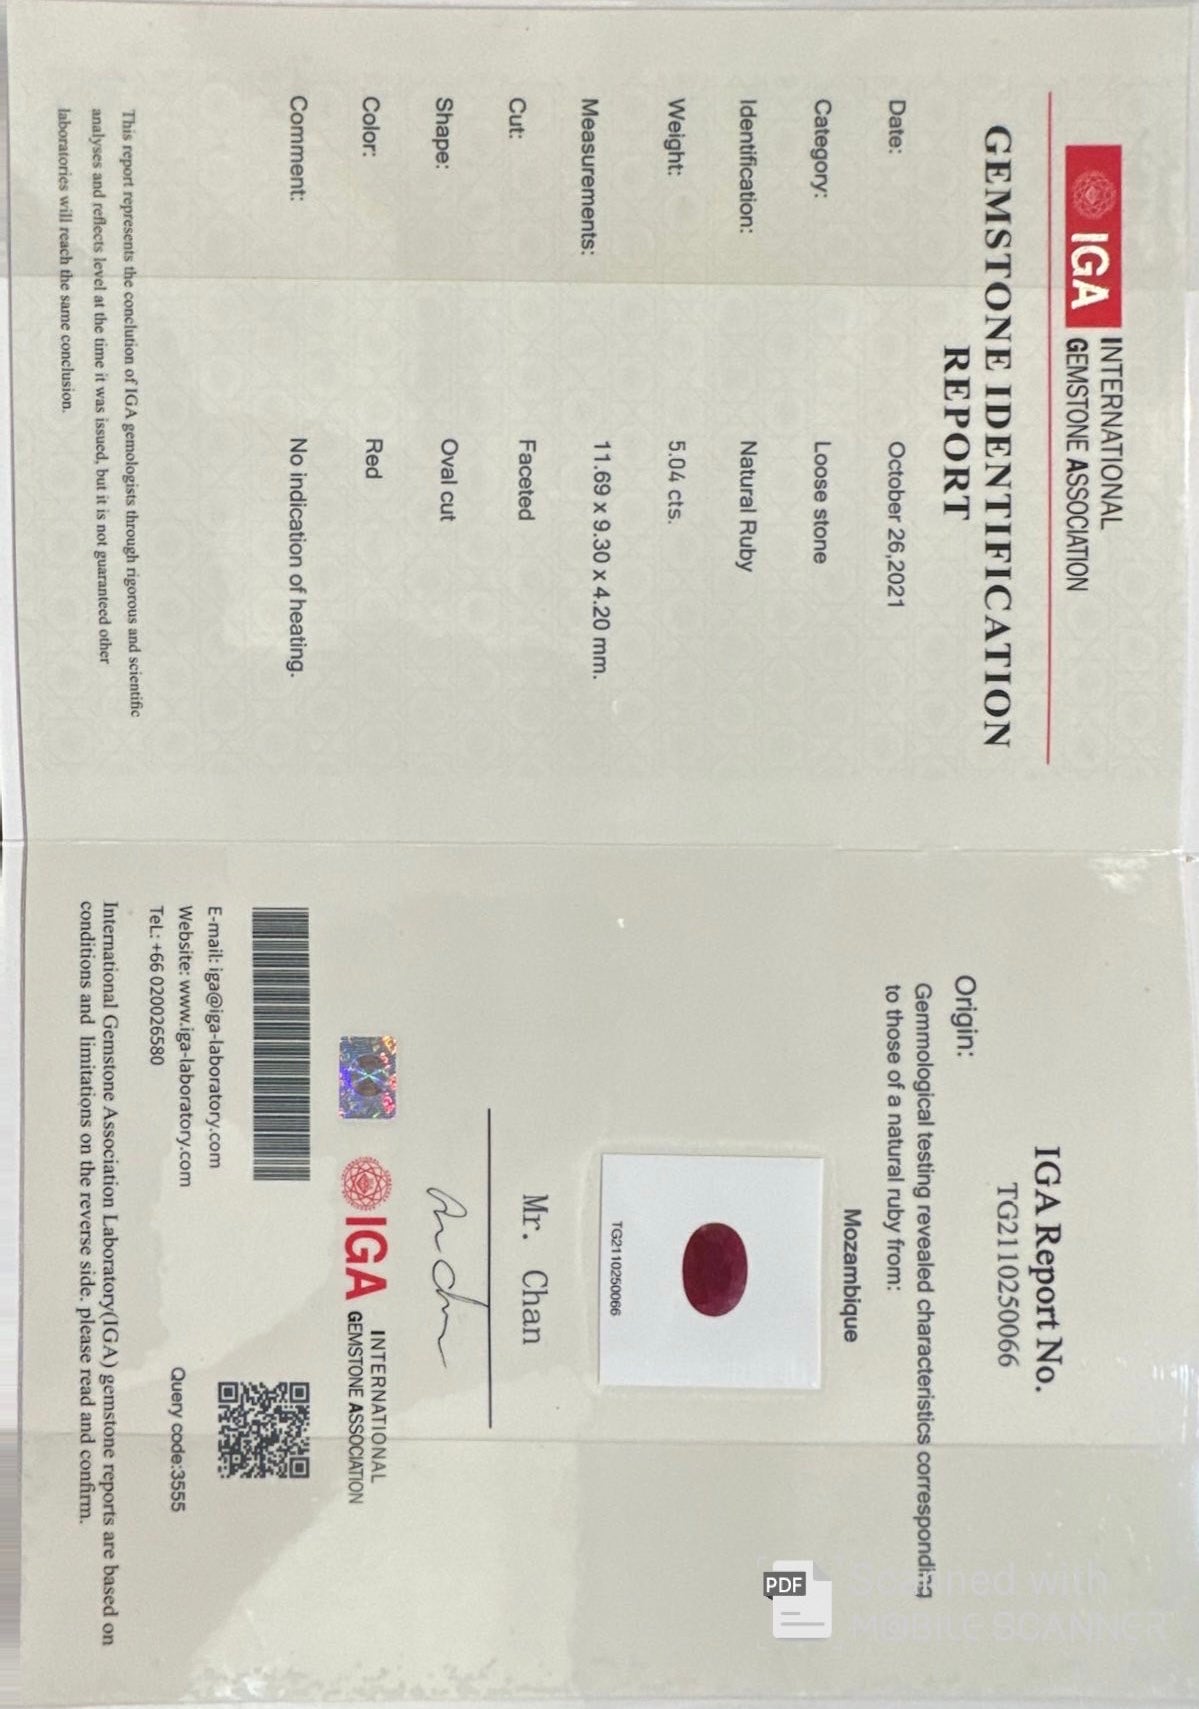 IGA
INTERNATIONAL
GEMSTONE ASSOCIATION
GEMSTONE IDENTIFICATION
REPORT
Date: October 26,2021
Category: Loose stone
Identification: Natural Ruby
Weight: 5.04 cts.
Measurements: 11.69 x 9.30 x 4.20 mm.
Cut: Faceted
Shape: Oval cut
Color: Red
Comment: No indication of heating.
This report represents the conclution of IGA gemologists through rigorous and scientific
analyses and reflects level at the time it was issued, but it is not guaranteed other
laboratories will reach the same conclusion.
IGA Report No.
TG2110250066
Origin:
Gemmological testing revealed characteristics corresponding
to those of a natural ruby from:
Mozambique
TG2110250066
Mr. Chan
IGA
INTERNATIONAL
GEMSTONE ASSOCIATION
E-mail: iga@iga-laboratory.com
Website: www.iga-laboratory.com
Tel.: +66 020026580
Query code:3555
International Gemstone Association Laboratory(IGA) gemstone reports are based on
conditions and limitations on the reverse side, please read and confirm.
PDF
Scanned with
MOBILE SCANNER